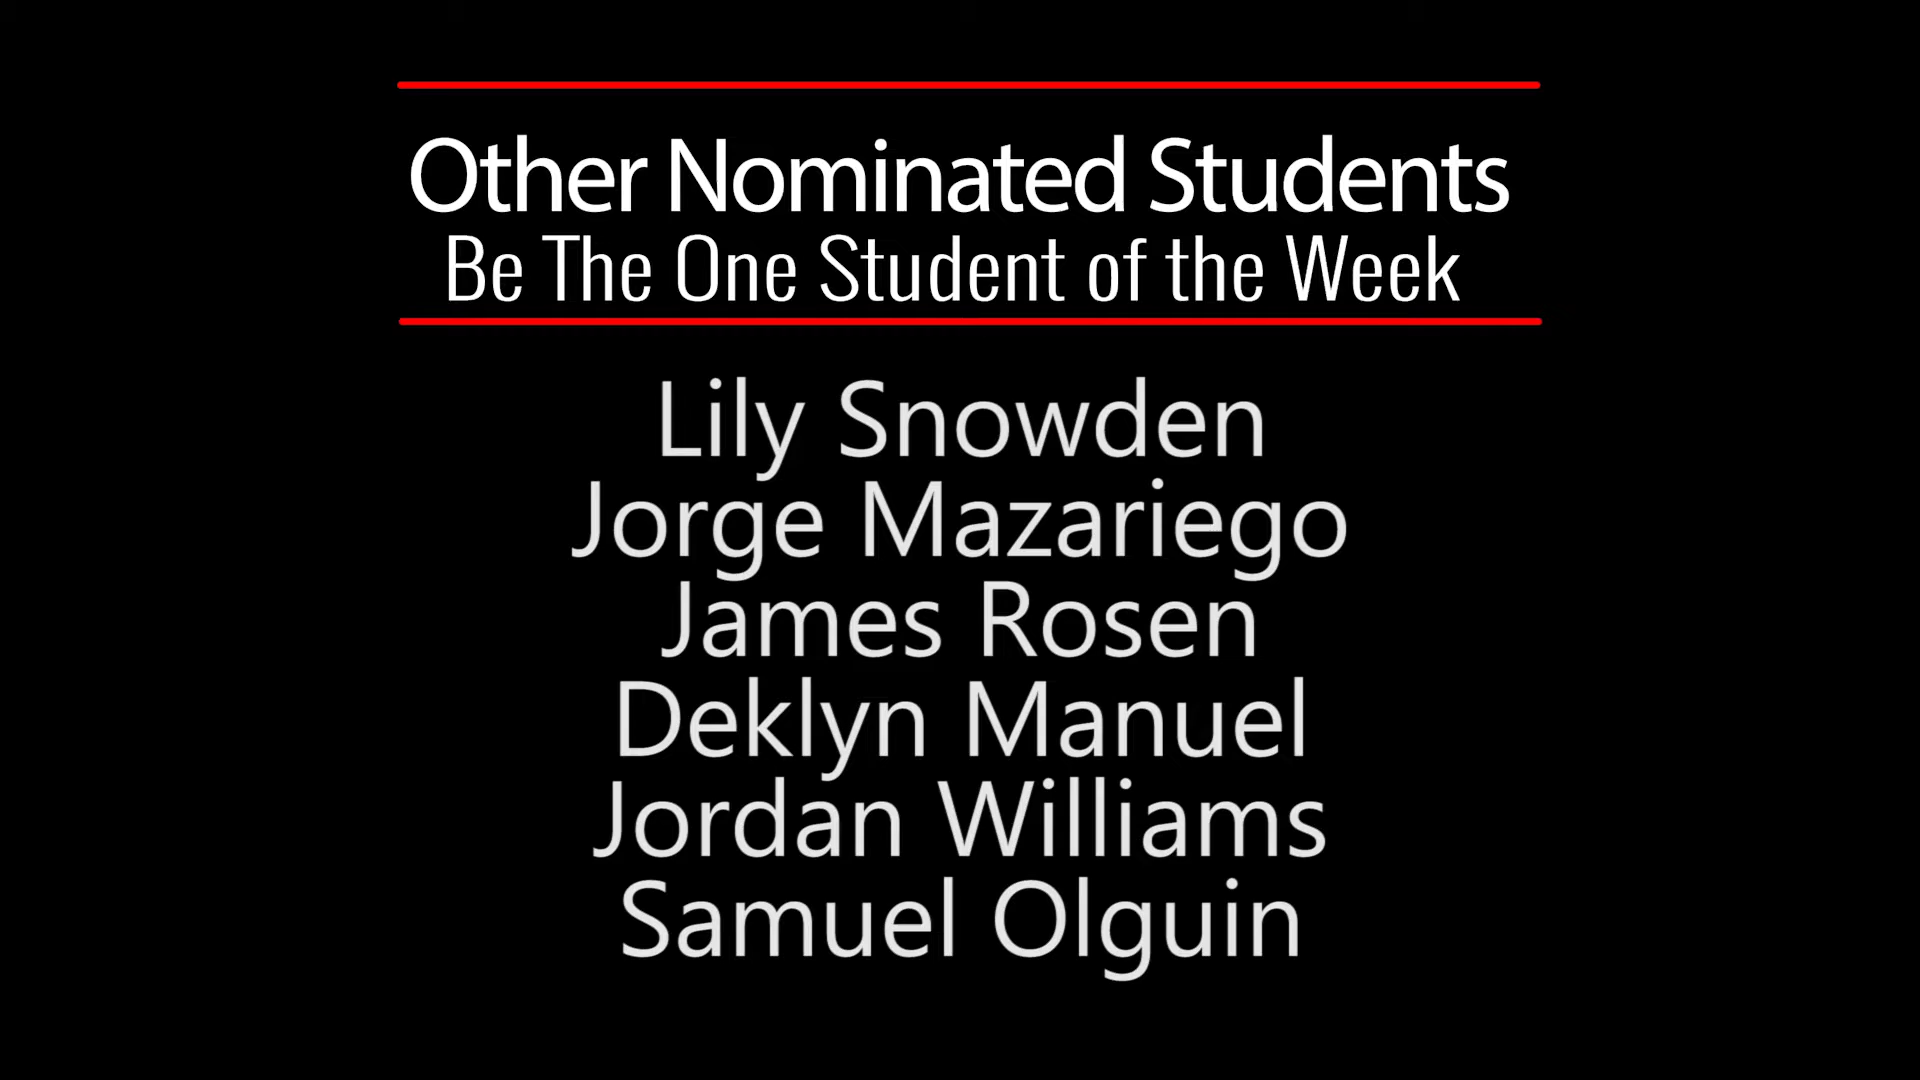 Other Nominated Students
Be The One Student of the Week
Lily Snowden
Jorge Mazariego
James Rosen
Deklyn Manuel
Jordan Williams
Samuel Olguin